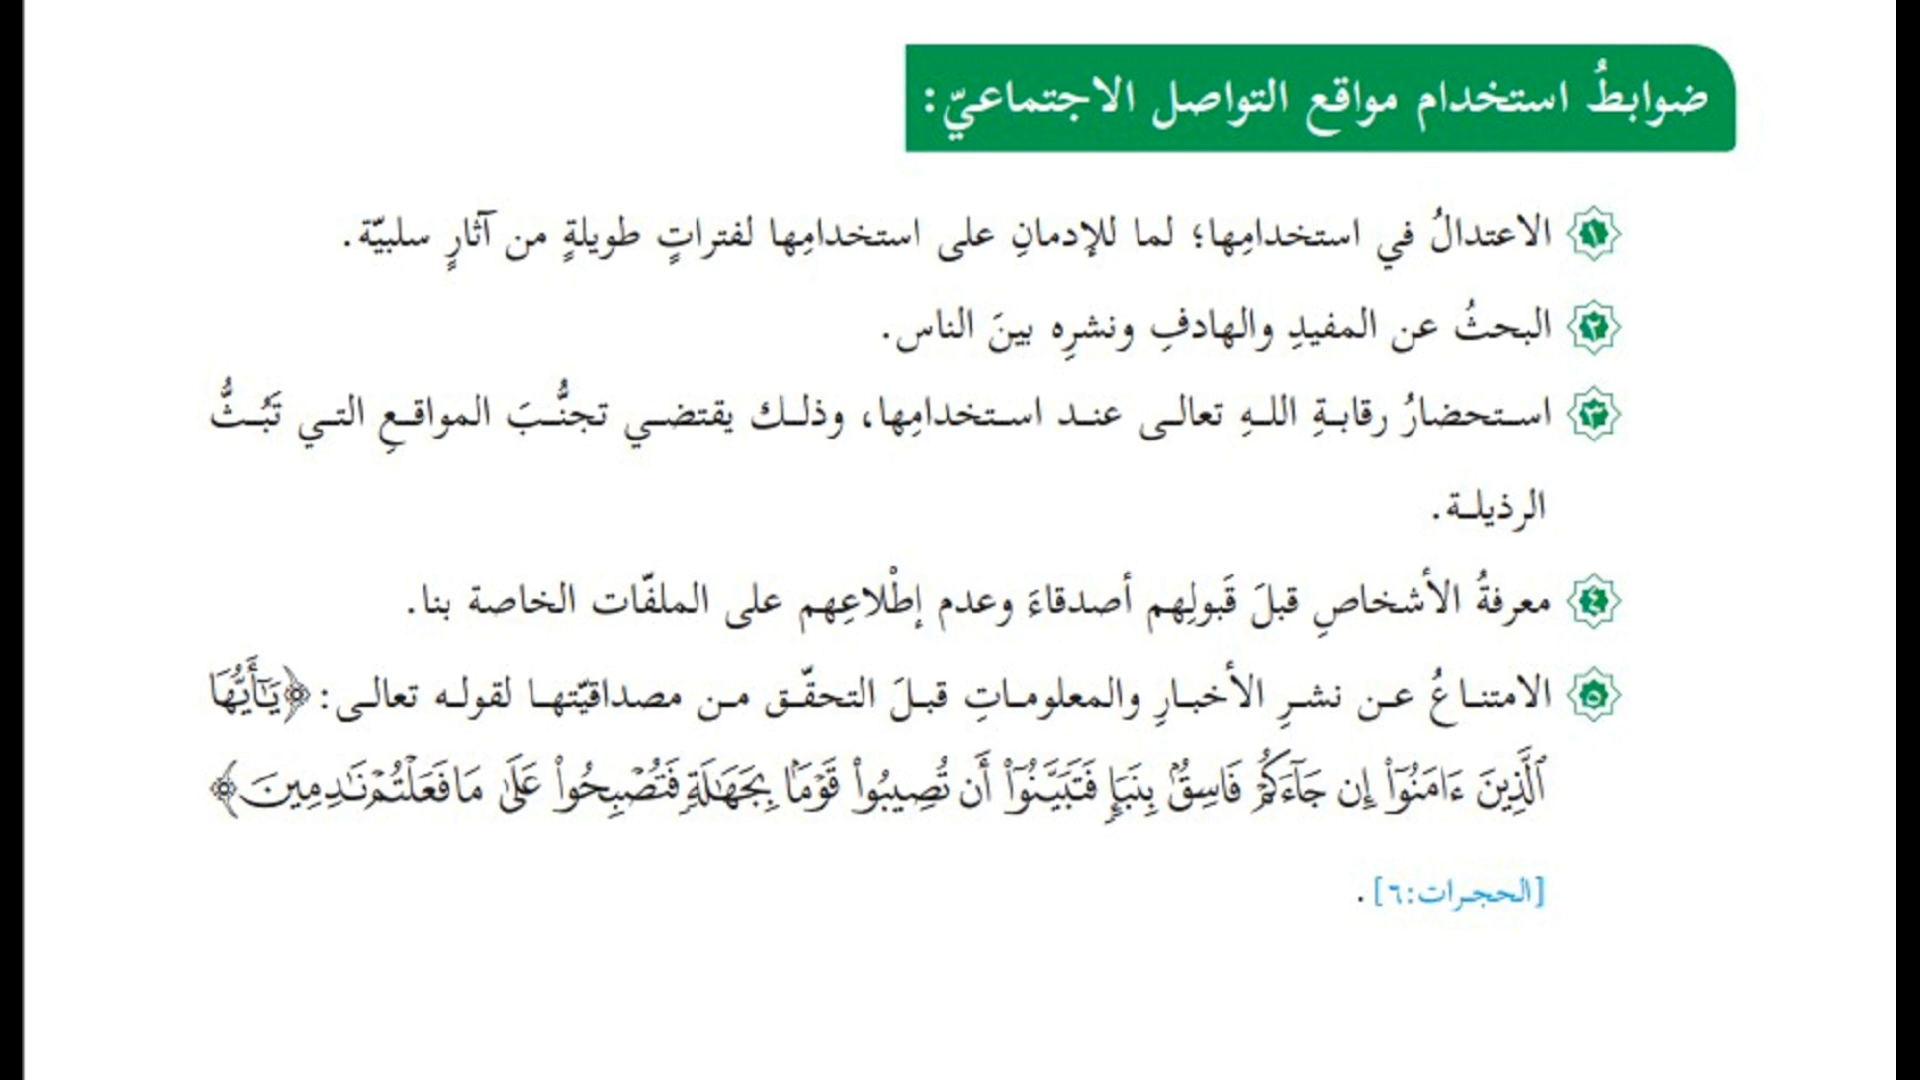 ضوابطُ استخدام مواقع التواصل الاجتماعيّ:
١ الاعتدالُ في استخدامِها؛ لما للإدمانِ على استخدامِها لفتراتٍ طويلةٍ من آثارٍ سلبيّة.
٢ البحثُ عن المفيدِ والهادفِ ونشرِه بينَ الناس.
٣ استحضارُ رقابةِ اللهِ تعالى عند استخدامِها، وذلك يقتضي تجنُّبَ المواقعِ التي تَبُثُّ
الرذيلة.
٤ معرفةُ الأشخاصِ قبلَ قَبولِهم أصدقاءَ وعدم إطْلاعِهم على الملفّات الخاصة بنا.
٥ الامتناعُ عن نشرِ الأخبارِ والمعلوماتِ قبلَ التحقّق من مصداقيّتها لقوله تعالى: ﴿يَـٰٓأَيُّهَا
ٱلَّذِينَ ءَامَنُوٓا۟ إِن جَآءَكُمْ فَاسِقٌۢ بِنَبَإٍ فَتَبَيَّنُوٓا۟ أَن تُصِيبُوا۟ قَوْمًۢا بِجَهَـٰلَةٍ فَتُصْبِحُوا۟ عَلَىٰ مَا فَعَلْتُمْ نَـٰدِمِينَ﴾
[الحجرات:٦].